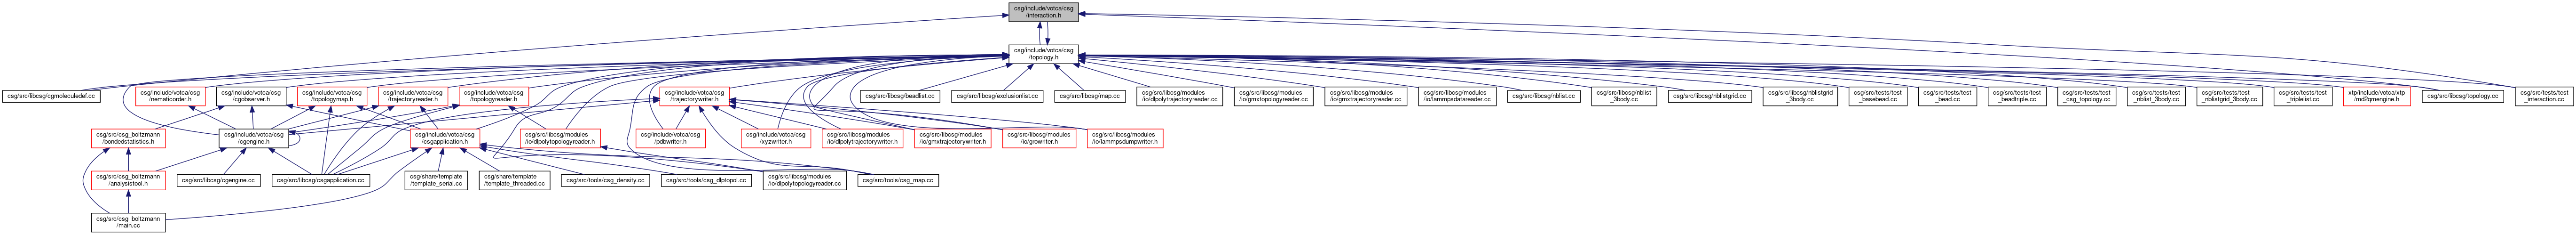 csg/include/votca/csg
/interaction.h
csg/include/votca/csg
/topology.h
csg/src/libcsg/cgmoleculedef.cc
csg/include/votca/csg
/nematicorder.h
csg/include/votca/csg
/cgobserver.h
csg/include/votca/csg
/topologymap.h
csg/include/votca/csg
/trajectoryreader.h
csg/include/votca/csg
/topologyreader.h
csg/include/votca/csg
/trajectorywriter.h
csg/src/libcsg/beadlist.cc
csg/src/libcsg/exclusionlist.cc
csg/src/libcsg/map.cc
csg/src/libcsg/modules
/io/dlpolytrajectoryreader.cc
csg/src/libcsg/modules
/io/gmxtopologyreader.cc
csg/src/libcsg/modules
/io/gmxtrajectoryreader.cc
csg/src/libcsg/modules
/io/lammpsdatareader.cc
csg/src/libcsg/nblist.cc
csg/src/libcsg/nblist
_3body.cc
csg/src/libcsg/nblistgrid.cc
csg/src/libcsg/nblistgrid
_3body.cc
csg/src/tests/test
_basebead.cc
csg/src/tests/test
_bead.cc
csg/src/tests/test
_beadtriple.cc
csg/src/tests/test
_csg_topology.cc
csg/src/tests/test
_nblist_3body.cc
csg/src/tests/test
_nblistgrid_3body.cc
csg/src/tests/test
_triplelist.cc
xtp/include/votca/xtp
/md2qmengine.h
csg/src/libcsg/topology.cc
csg/src/tests/test
_interaction.cc
csg/src/csg_boltzmann
/bondedstatistics.h
csg/include/votca/csg
/cgengine.h
csg/include/votca/csg
/csgapplication.h
csg/src/libcsg/modules
/io/dlpolytopologyreader.h
csg/include/votca/csg
/pdbwriter.h
csg/include/votca/csg
/xyzwriter.h
csg/src/libcsg/modules
/io/dlpolytrajectorywriter.h
csg/src/libcsg/modules
/io/gmxtrajectorywriter.h
csg/src/libcsg/modules
/io/growriter.h
csg/src/libcsg/modules
/io/lammpsdumpwriter.h
csg/src/csg_boltzmann
/analysistool.h
csg/src/libcsg/cgengine.cc
csg/src/libcsg/csgapplication.cc
csg/share/template
/template_serial.cc
csg/share/template
/template_threaded.cc
csg/src/tools/csg_density.cc
csg/src/tools/csg_dlptopol.cc
csg/src/libcsg/modules
/io/dlpolytopologyreader.cc
csg/src/tools/csg_map.cc
csg/src/csg_boltzmann
/main.cc